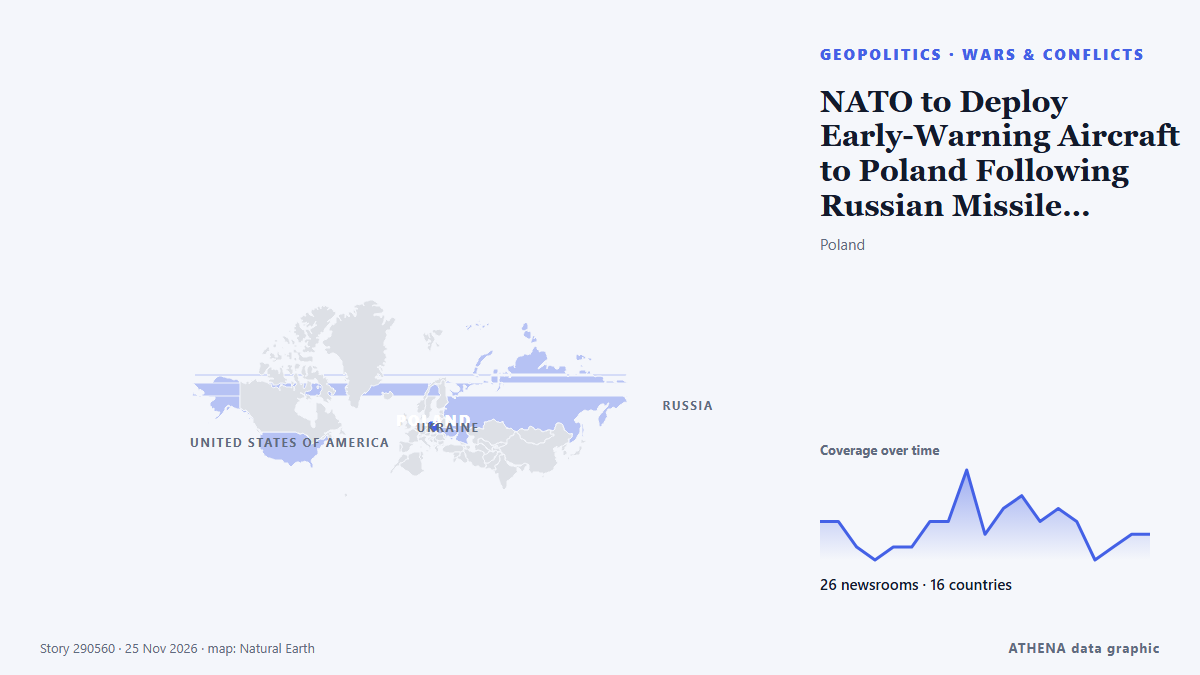 GEOPOLITICS · WARS & CONFLICTS
NATO to Deploy
Early-Warning Aircraft
to Poland Following
Russian Missile...
Poland
RUSSIA
POLAND
UKRAINE
UNITED STATES OF AMERICA
Coverage over time
26 newsrooms · 16 countries
Story 290560 · 25 Nov 2026 · map: Natural Earth
ATHENA data graphic